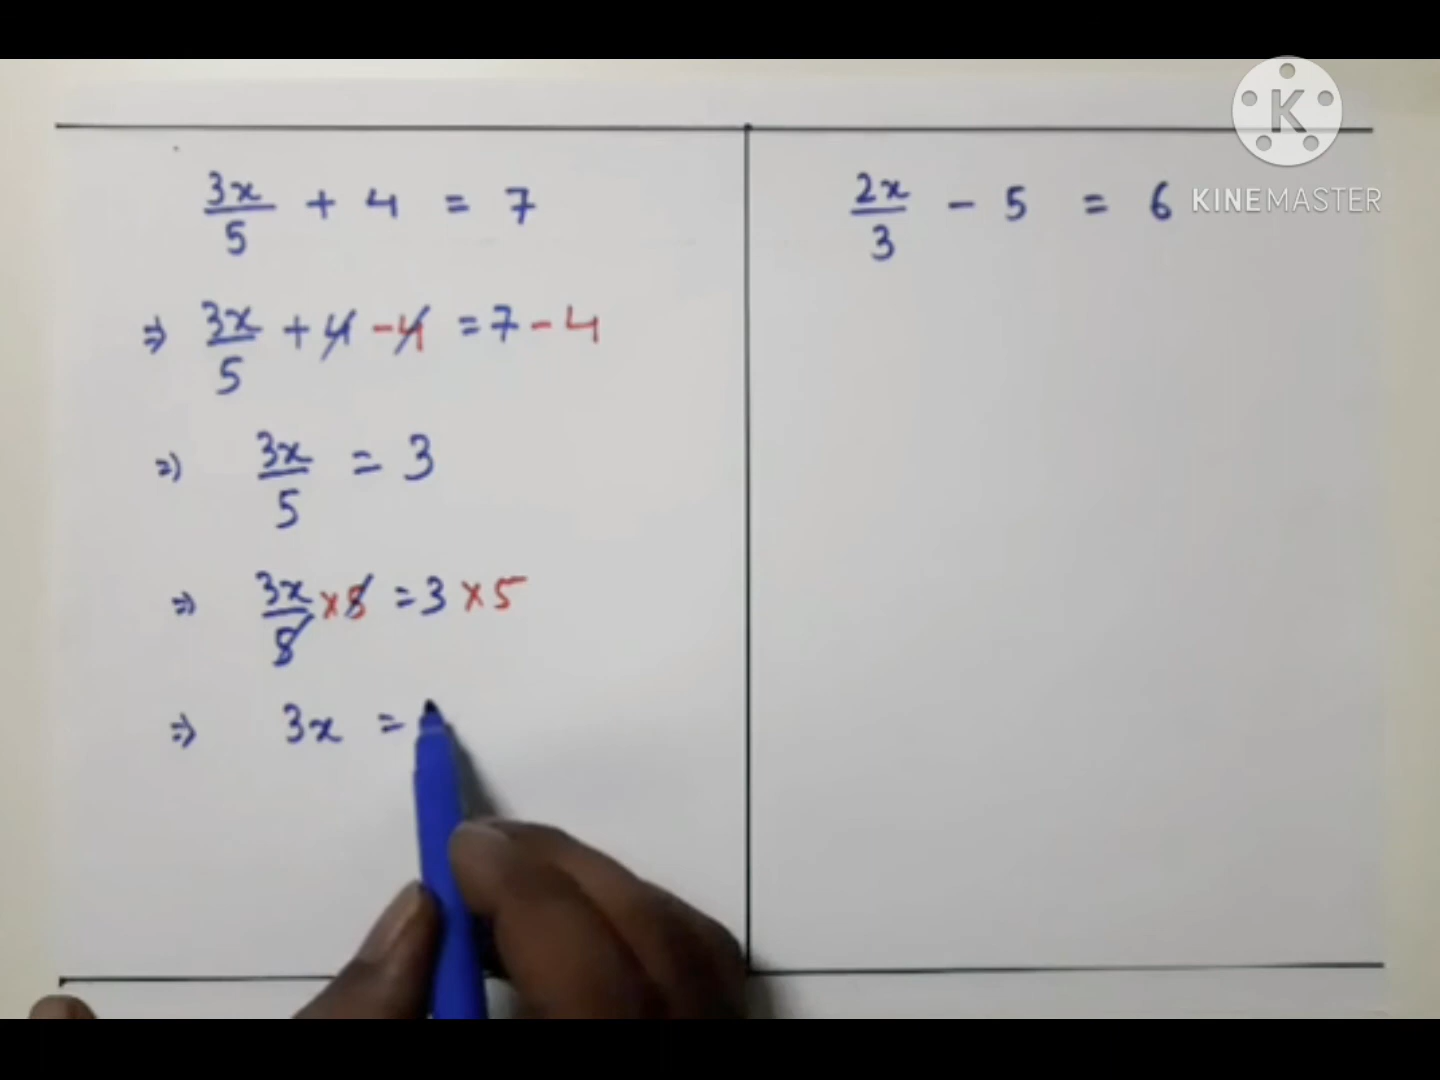 3x/5 + 4 = 7
⇒ 3x/5 + 4 - 4 = 7 - 4
⇒ 3x/5 = 3
⇒ 3x/5 × 5 = 3 × 5
⇒ 3x =
2x/3 - 5 = 6
K
KINEMASTER